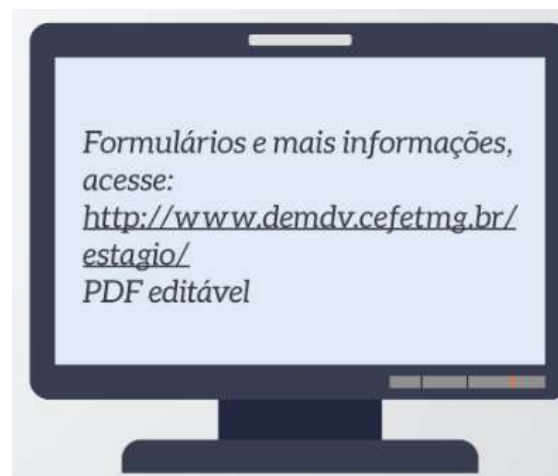 Formulários e mais informações,
acesse:
http://www.demdv.cefetmg.br/
estagio/
PDF editável